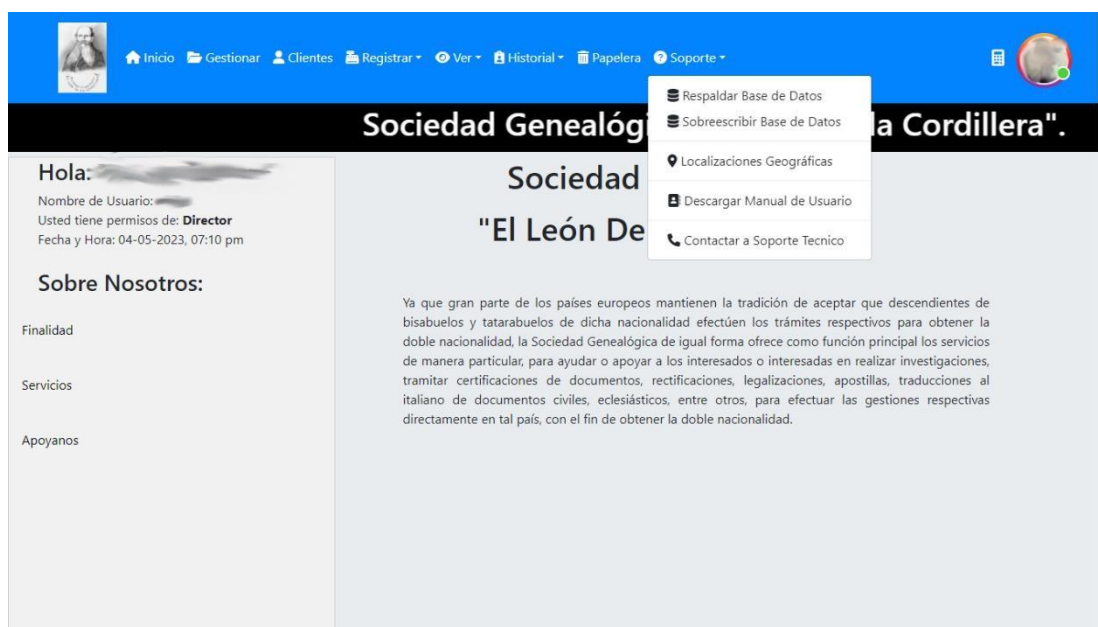 Inicio Gestionar Clientes Registrar Ver Historial Papelera Soporte
Respaldar Base de Datos
Sobreescribir Base de Datos
Localizaciones Geográficas
Descargar Manual de Usuario
Contactar a Soporte Tecnico
Sociedad la Cordillera".
Hola:
Nombre de Usuario:
Usted tiene permisos de: Director
Fecha y Hora: 04-05-2023, 07:10 pm
Sobre Nosotros:
Finalidad
Servicios
Apoyanos
Sociedad
"El León De
Ya que gran parte de los países europeos mantienen la tradición de aceptar que descendientes de
bisabuelos y tatarabuelos de dicha nacionalidad efectúen los trámites respectivos para obtener la
doble nacionalidad, la Sociedad Genealógica de igual forma ofrece como función principal los servicios
de manera particular, para ayudar o apoyar a los interesados o interesadas en realizar investigaciones,
tramitar certificaciones de documentos, rectificaciones, legalizaciones, apostillas, traducciones al
italiano de documentos civiles, eclesiásticos, entre otros, para efectuar las gestiones respectivas
directamente en tal país, con el fin de obtener la doble nacionalidad.